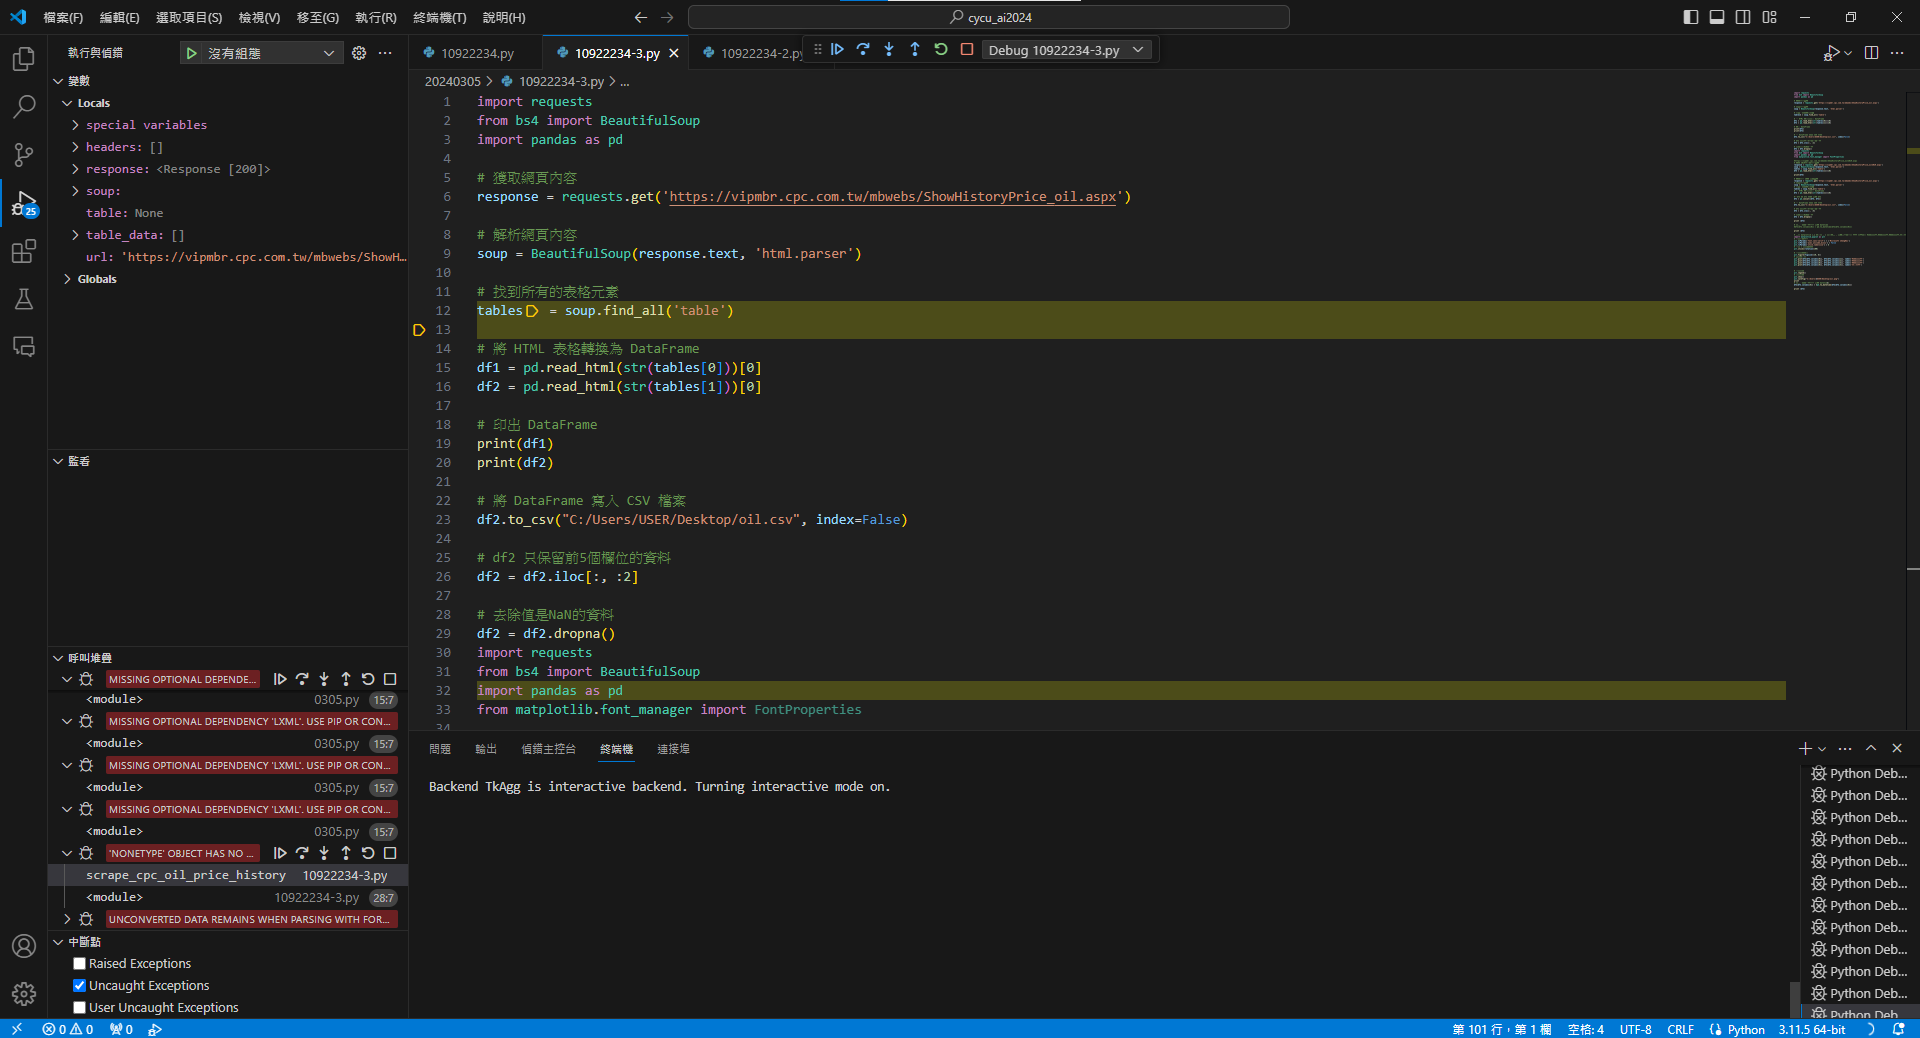 檔案(F) 編輯(E) 選取項目(S) 檢視(V) 移至(G) 執行(R) 終端機(T) 說明(H)
cycu_ai2024
執行與偵錯
沒有組態
10922234.py
10922234-3.py
10922234-2.py
Debug 10922234-3.py
20240305 > 10922234-3.py > ...
變數
Locals
special variables
headers: []
response: <Response [200]>
soup:
table: None
table_data: []
url: 'https://vipmbr.cpc.com.tw/mbwebs/ShowH...
Globals
監看
呼叫堆疊
MISSING OPTIONAL DEPENDE...
<module> 0305.py 15:7
MISSING OPTIONAL DEPENDENCY 'LXML'. USE PIP OR CON...
<module> 0305.py 15:7
MISSING OPTIONAL DEPENDENCY 'LXML'. USE PIP OR CON...
<module> 0305.py 15:7
MISSING OPTIONAL DEPENDENCY 'LXML'. USE PIP OR CON...
<module> 0305.py 15:7
'NONETYPE' OBJECT HAS NO ...
scrape_cpc_oil_price_history 10922234-3.py
<module> 10922234-3.py 28:7
UNCONVERTED DATA REMAINS WHEN PARSING WITH FOR...
中斷點
Raised Exceptions
Uncaught Exceptions
User Uncaught Exceptions
25
1 import requests
2 from bs4 import BeautifulSoup
3 import pandas as pd
4
5 # 獲取網頁內容
6 response = requests.get('https://vipmbr.cpc.com.tw/mbwebs/ShowHistoryPrice_oil.aspx')
7
8 # 解析網頁內容
9 soup = BeautifulSoup(response.text, 'html.parser')
10
11 # 找到所有的表格元素
12 tables = soup.find_all('table')
13
14 # 將 HTML 表格轉換為 DataFrame
15 df1 = pd.read_html(str(tables[0]))[0]
16 df2 = pd.read_html(str(tables[1]))[0]
17
18 # 印出 DataFrame
19 print(df1)
20 print(df2)
21
22 # 將 DataFrame 寫入 CSV 檔案
23 df2.to_csv("C:/Users/USER/Desktop/oil.csv", index=False)
24
25 # df2 只保留前5個欄位的資料
26 df2 = df2.iloc[:, :2]
27
28 # 去除值是NaN的資料
29 df2 = df2.dropna()
30 import requests
31 from bs4 import BeautifulSoup
32 import pandas as pd
33 from matplotlib.font_manager import FontProperties
34
問題 輸出 偵錯主控台 終端機 連接埠
Backend TkAgg is interactive backend. Turning interactive mode on.
Python Deb...
Python Deb...
Python Deb...
Python Deb...
Python Deb...
Python Deb...
Python Deb...
Python Deb...
Python Deb...
Python Deb...
Python Deb...
Python Deb...
0 0 0
第 101 行，第 1 欄 空格: 4 UTF-8 CRLF Python 3.11.5 64-bit